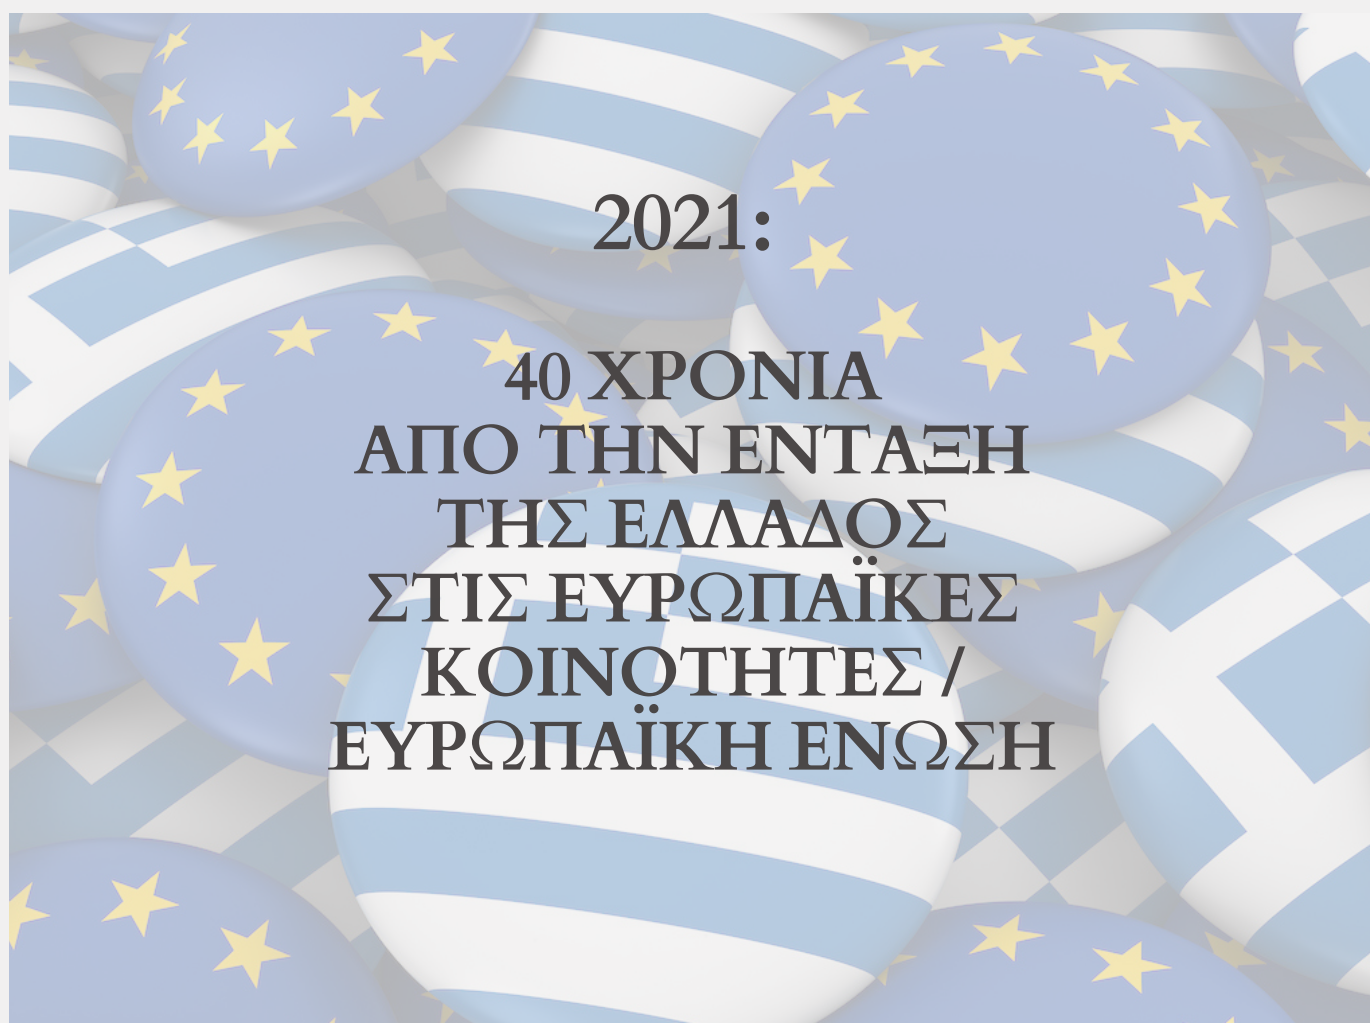 2021:
40 ΧΡΟΝΙΑ
ΑΠΟ ΤΗΝ ΕΝΤΑΞΗ
ΤΗΣ ΕΛΛΑΔΟΣ
ΣΤΙΣ ΕΥΡΩΠΑΪΚΕΣ
ΚΟΙΝΟΤΗΤΕΣ /
ΕΥΡΩΠΑΪΚΗ ΕΝΩΣΗ